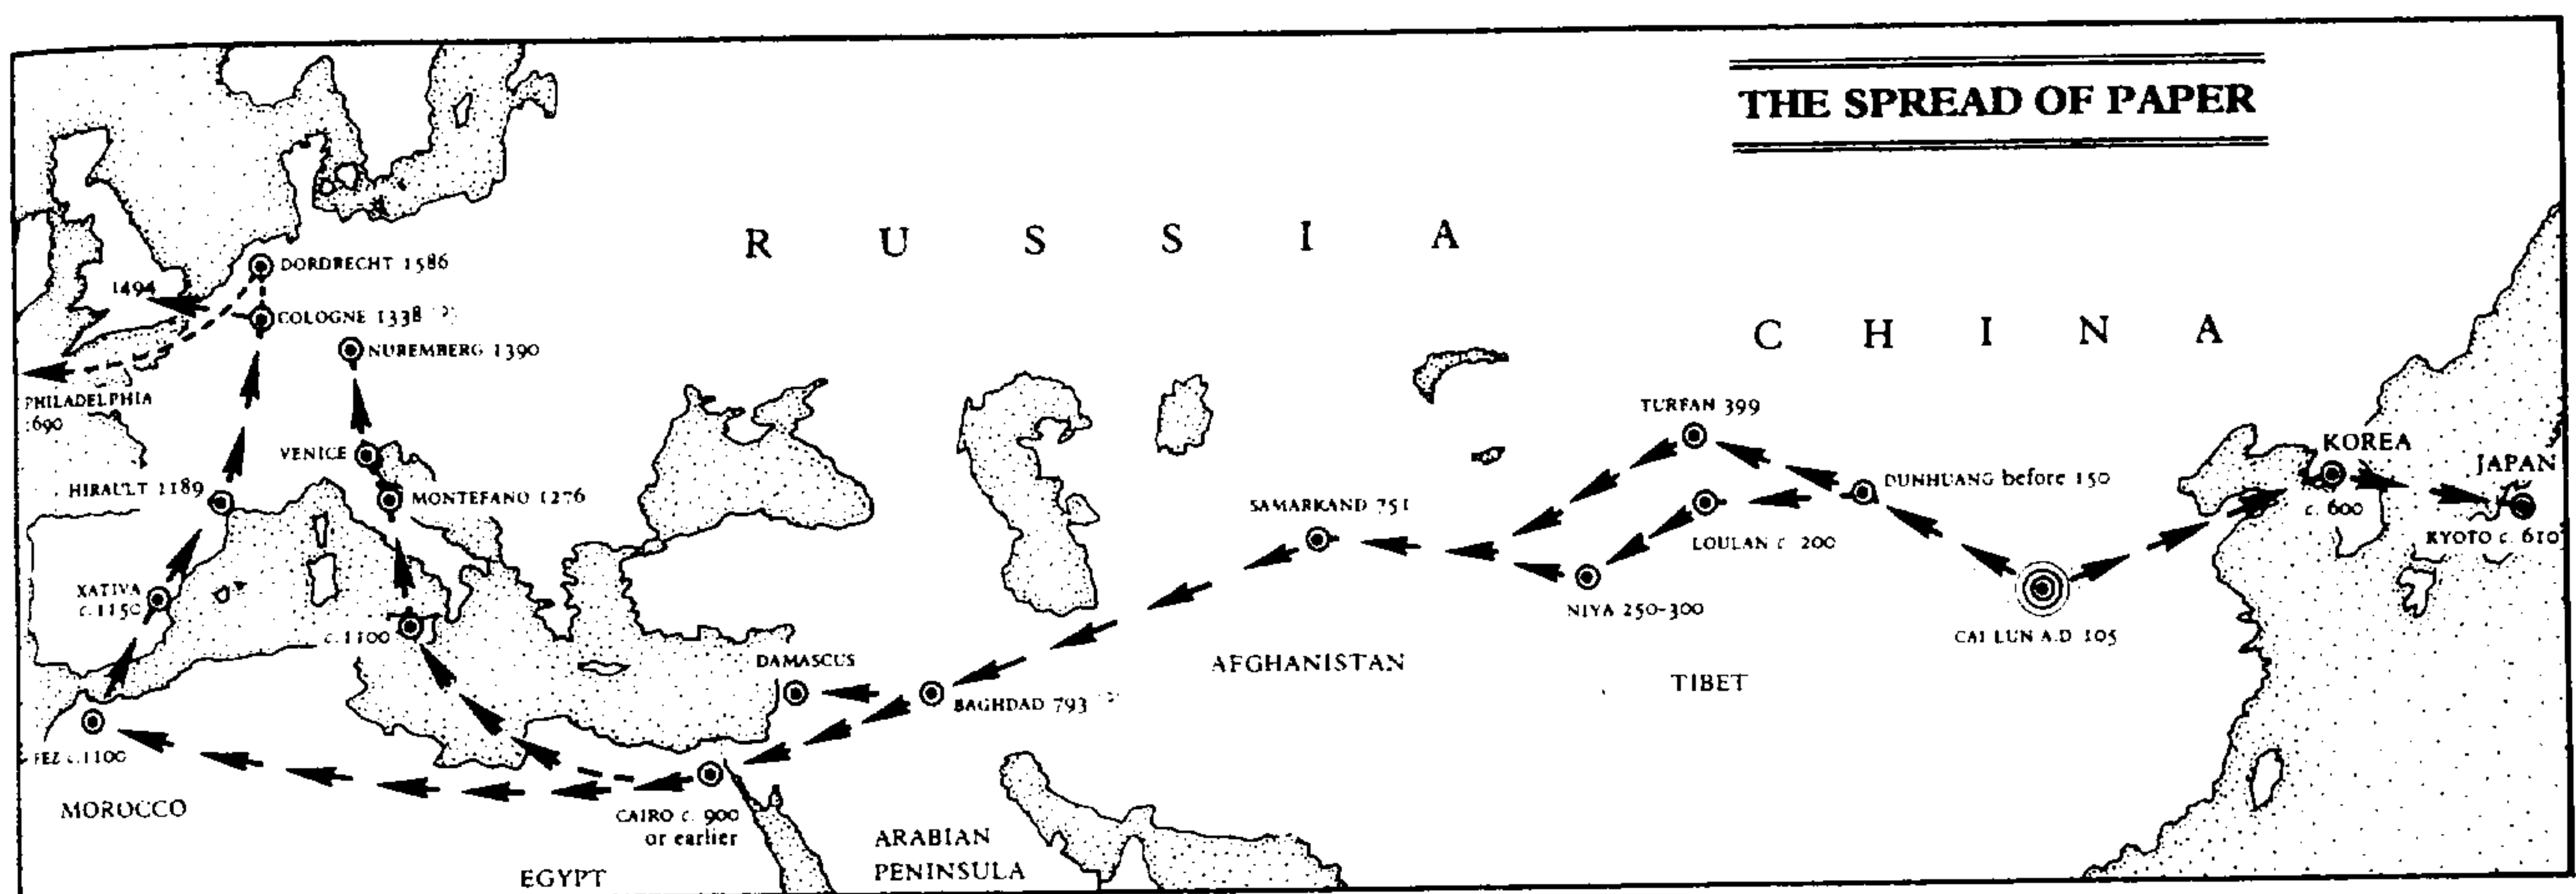 THE SPREAD OF PAPER
R U S S I A
C H I N A
DORDRECHT 1586
1494
COLOGNE 1338 (?)
NUREMBERG 1390
PHILADELPHIA
1690
VENICE
HIRAULT 1189
MONTEFANO 1276
XATIVA
c.1150
c.1100
FEZ c.1100
MOROCCO
CAIRO c. 900
or earlier
EGYPT
DAMASCUS
BAGHDAD 793 (?)
ARABIAN
PENINSULA
SAMARKAND 751
AFGHANISTAN
TURFAN 399
DUNHUANG before 150
LOULAN c. 200
NIYA 250-300
TIBET
CAI LUN A.D 105
KOREA
c. 600
JAPAN
KYOTO c. 610